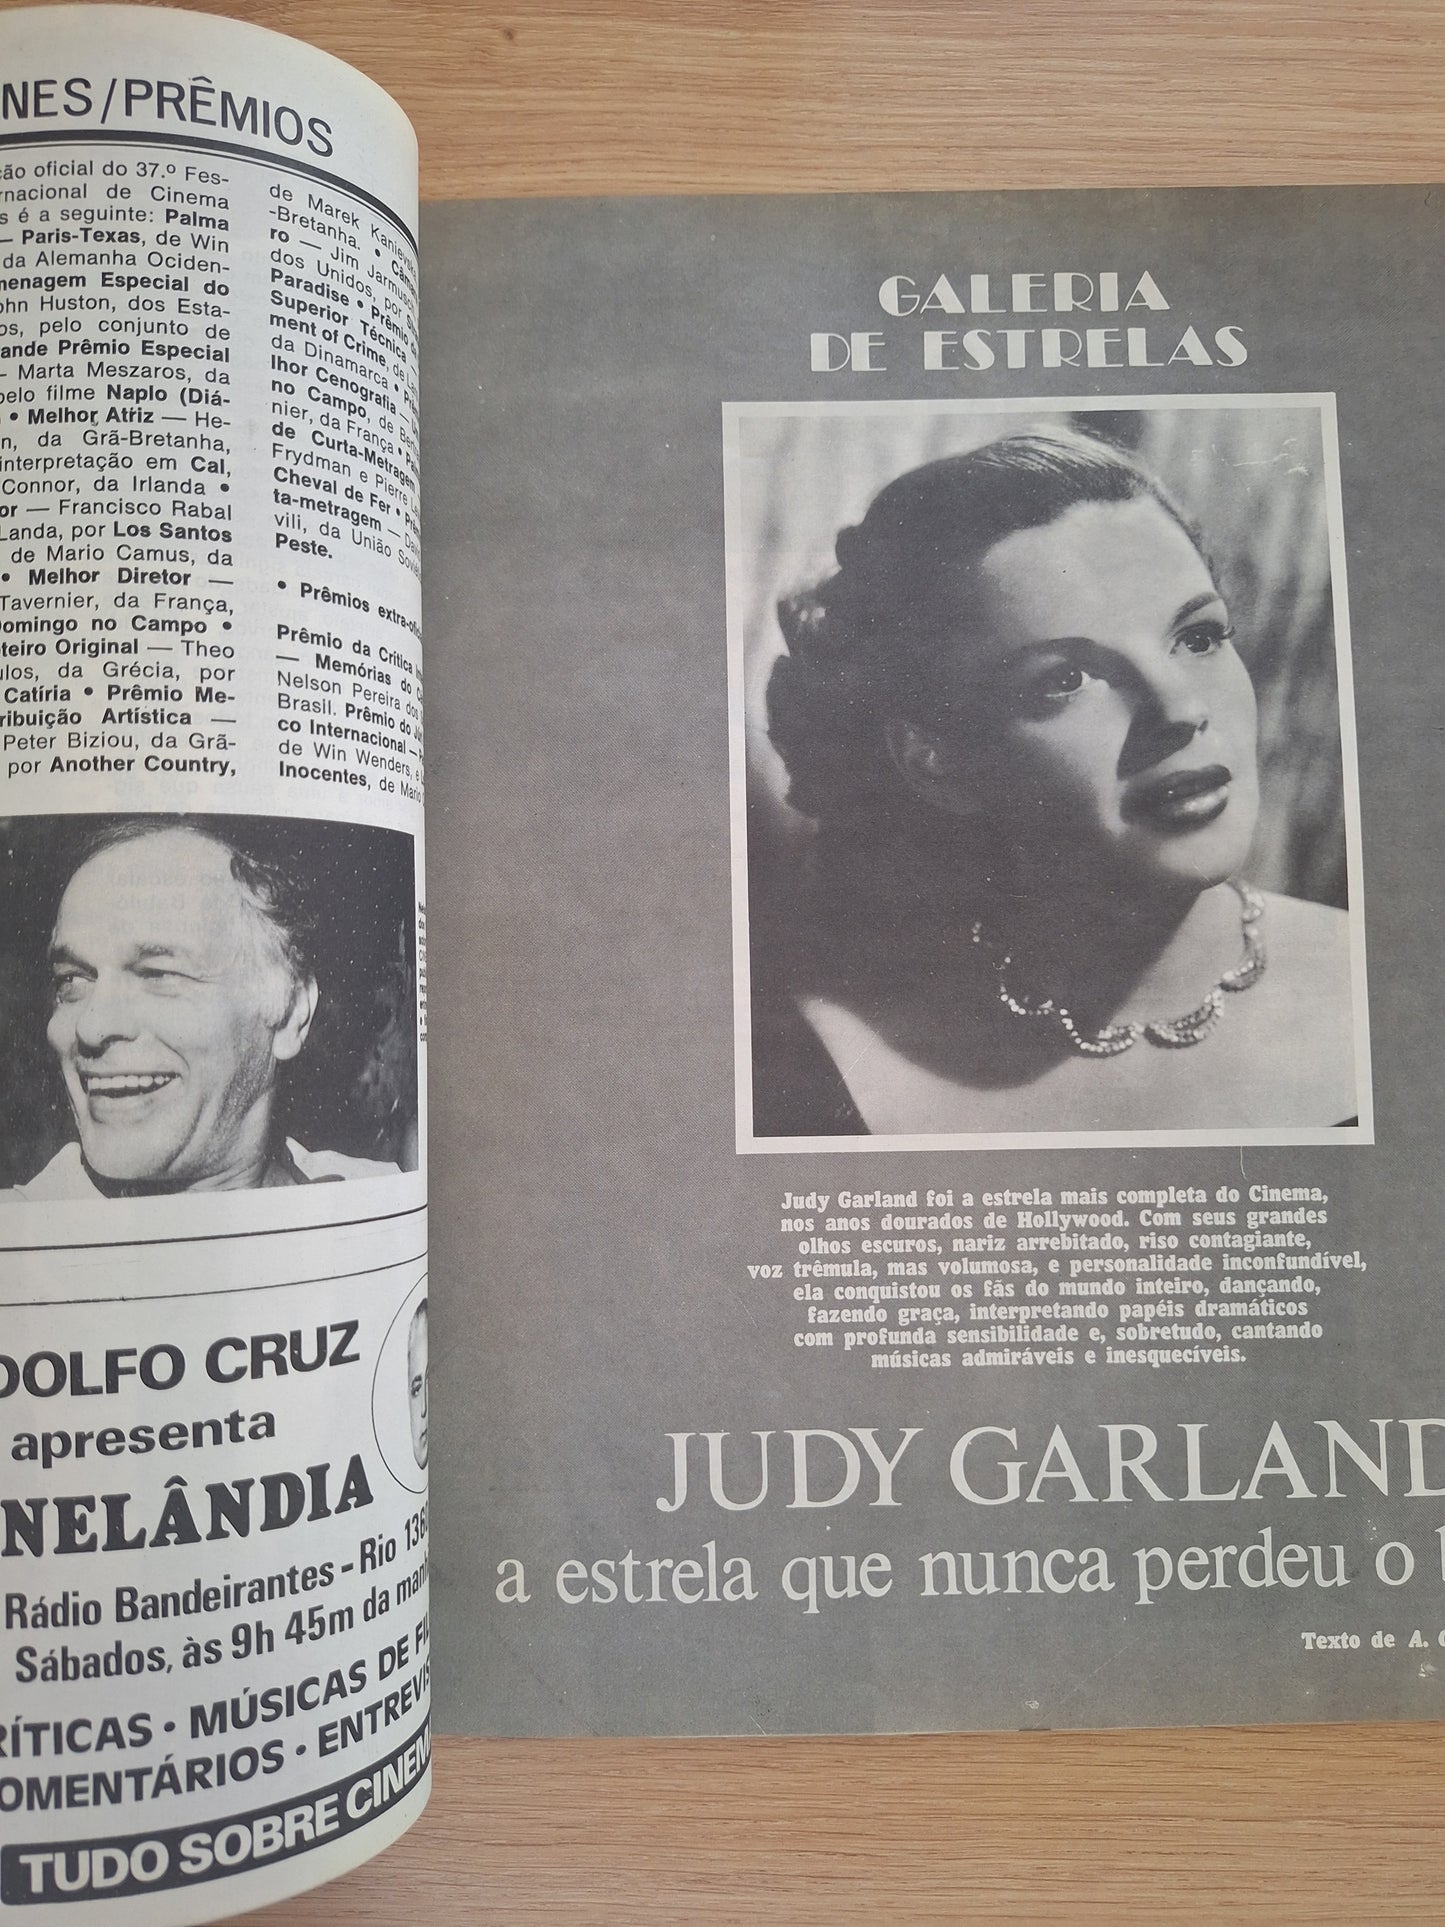 NES/PRÊMIOS
ção oficial do 37.º Fes-
rnacional de Cinema
s é a seguinte: Palma
— Paris-Texas, de Win
da Alemanha Ociden-
menagem Especial do
ohn Huston, dos Esta-
os, pelo conjunto de
ande Prêmio Especial
— Marta Meszaros, da
pelo filme Naplo (Diá-
• Melhor Atriz — He-
n, da Grã-Bretanha,
interpretação em Cal,
Connor, da Irlanda •
or — Francisco Rabal
Landa, por Los Santos
de Mario Camus, da
• Melhor Diretor —
Tavernier, da França,
Domingo no Campo •
teiro Original — Theo
ulos, da Grécia, por
Catíria • Prêmio Me-
ribuição Artística —
Peter Biziou, da Grã-
por Another Country,
de Marek Kanievska
-Bretanha. •
ro — Jim Jarmusch
dos Unidos, por
Paradise • Prêmio
Superior Técnica —
ment of Crime, de
da Dinamarca •
lhor Cenografia —
no Campo, de
nier, da França •
de Curta-Metragem
Frydman e Pierre
Cheval de Fer •
ta-metragem —
vili, da União
Peste.
• Prêmios
Prêmio da Crítica
— Memórias do
Nelson Pereira dos
Brasil. Prêmio do
co Internacional —
de Win Wenders, e
Inocentes, de Mario
DOLFO CRUZ
apresenta
NELÂNDIA
Rádio Bandeirantes - Rio
Sábados, às 9h 45m da
RÍTICAS • MÚSICAS DE
OMENTÁRIOS •
TUDO SOBRE
GALERIA
DE ESTRELAS
Judy Garland foi a estrela mais completa do Cinema,
nos anos dourados de Hollywood. Com seus grandes
olhos escuros, nariz arrebitado, riso contagiante,
voz trêmula, mas volumosa, e personalidade inconfundível,
ela conquistou os fãs do mundo inteiro, dançando,
fazendo graça, interpretando papéis dramáticos
com profunda sensibilidade e, sobretudo, cantando
músicas admiráveis e inesquecíveis.
JUDY GARLAND
a estrela que nunca perdeu o
Texto de A.